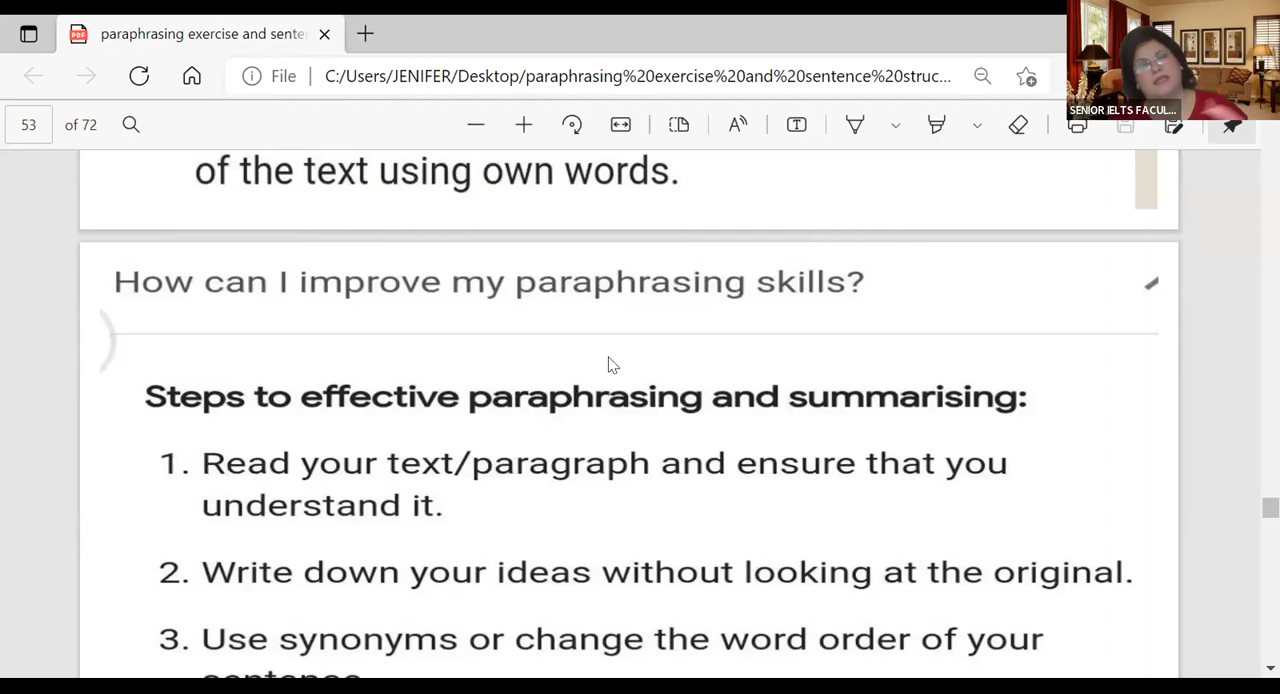 paraphrasing exercise and sente
File C:/Users/JENIFER/Desktop/paraphrasing%20exercise%20and%20sentence%20struc...
SENIOR IELTS FACUL...
53 of 72
of the text using own words.
How can I improve my paraphrasing skills?
Steps to effective paraphrasing and summarising:
1. Read your text/paragraph and ensure that you
understand it.
2. Write down your ideas without looking at the original.
3. Use synonyms or change the word order of your
sentence